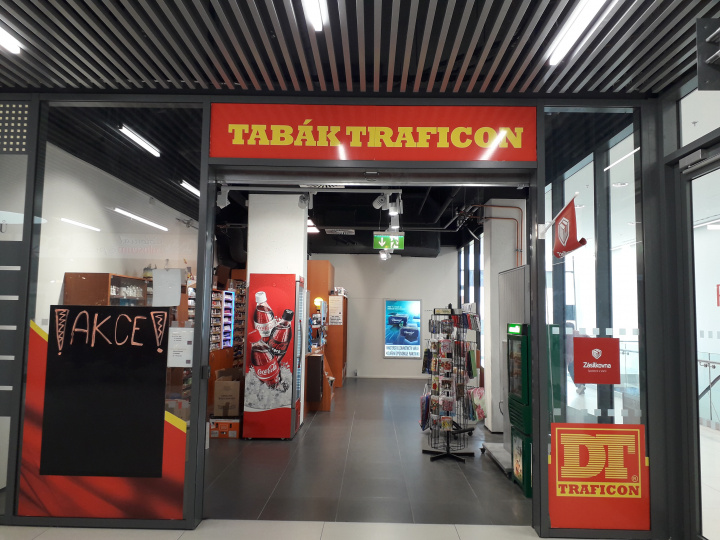 TABÁK TRAFICON
!AKCE!
Coca-Cola
Zásilkovna
DT
TRAFICON